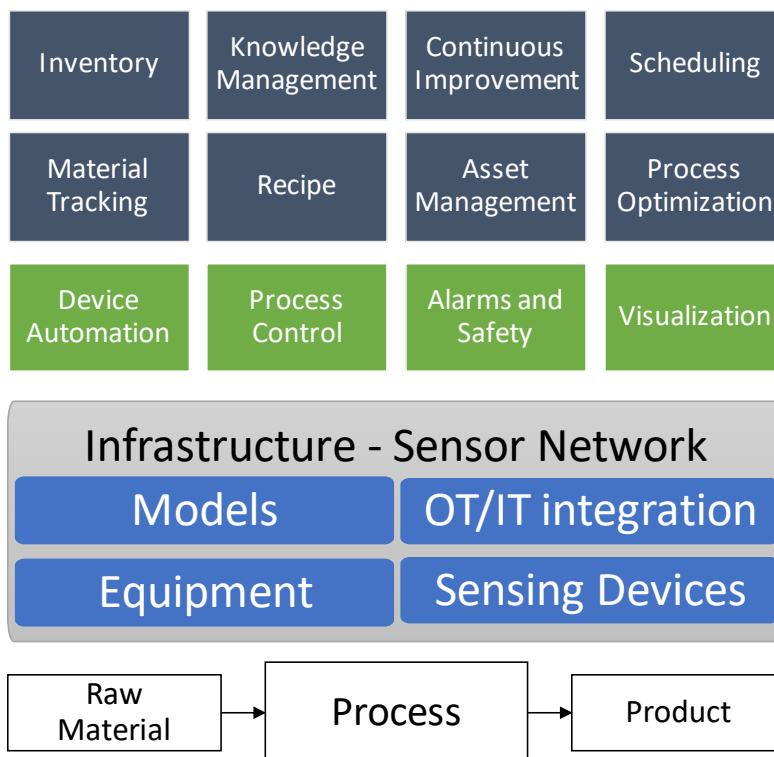 Inventory
Knowledge
Management
Continuous
Improvement
Scheduling
Material
Tracking
Recipe
Asset
Management
Process
Optimization
Device
Automation
Process
Control
Alarms and
Safety
Visualization
Infrastructure - Sensor Network
Models
OT/IT integration
Equipment
Sensing Devices
Raw
Material
Process
Product